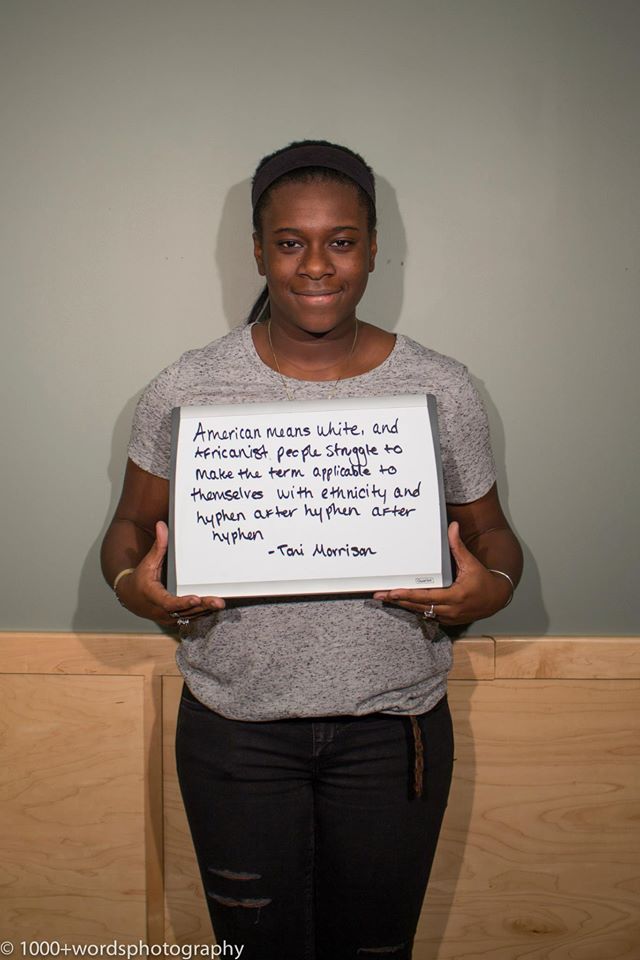 American means white, and
Africanist people struggle to
Make the term applicable to
themselves with ethnicity and
hyphen after hyphen after
hyphen
-Toni Morrison
Quartet
© 1000+wordsphotography